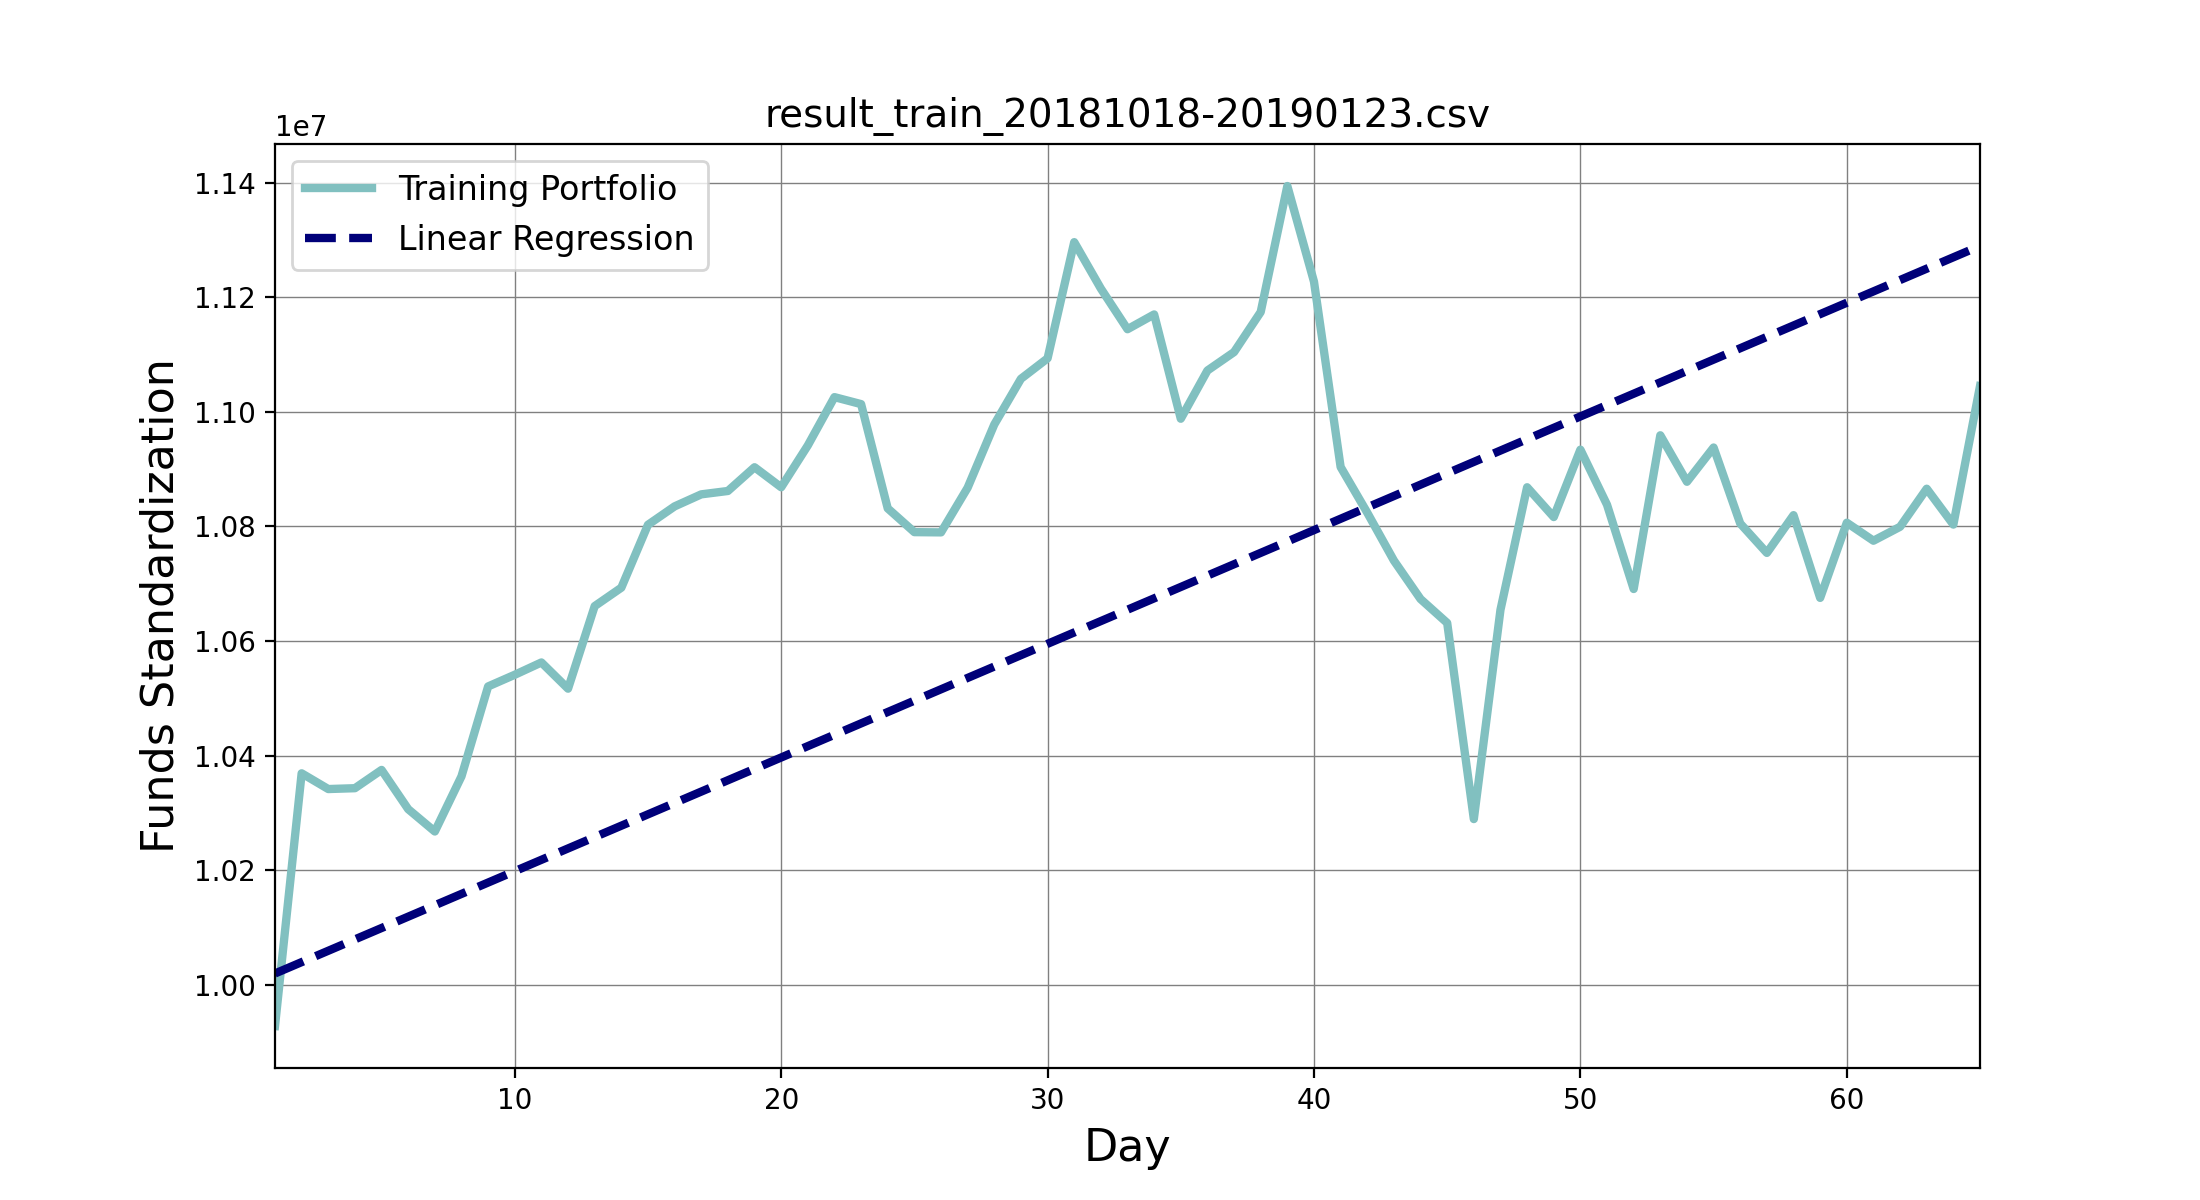 result_train_20181018-20190123.csv
1e7
Training Portfolio
Linear Regression
1.14
1.12
1.10
1.08
1.06
1.04
1.02
1.00
Funds Standardization
10 20 30 40 50 60
Day